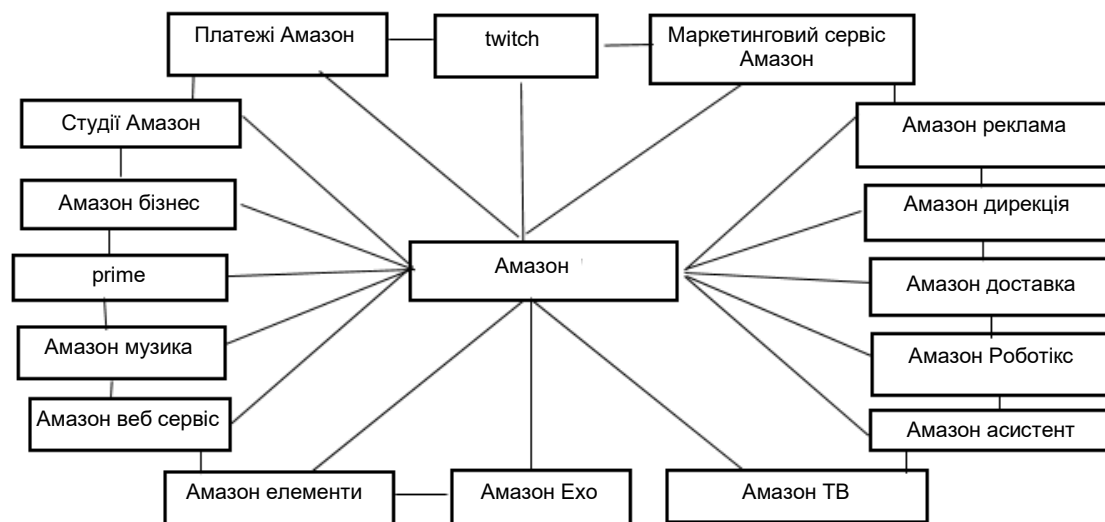 Платежі Амазон
twitch
Маркетинговий сервіс
Амазон
Студії Амазон
Амазон реклама
Амазон бізнес
Амазон дирекція
prime
Амазон
Амазон доставка
Амазон музика
Амазон Роботікс
Амазон веб сервіс
Амазон асистент
Амазон елементи
Амазон Ехо
Амазон ТВ